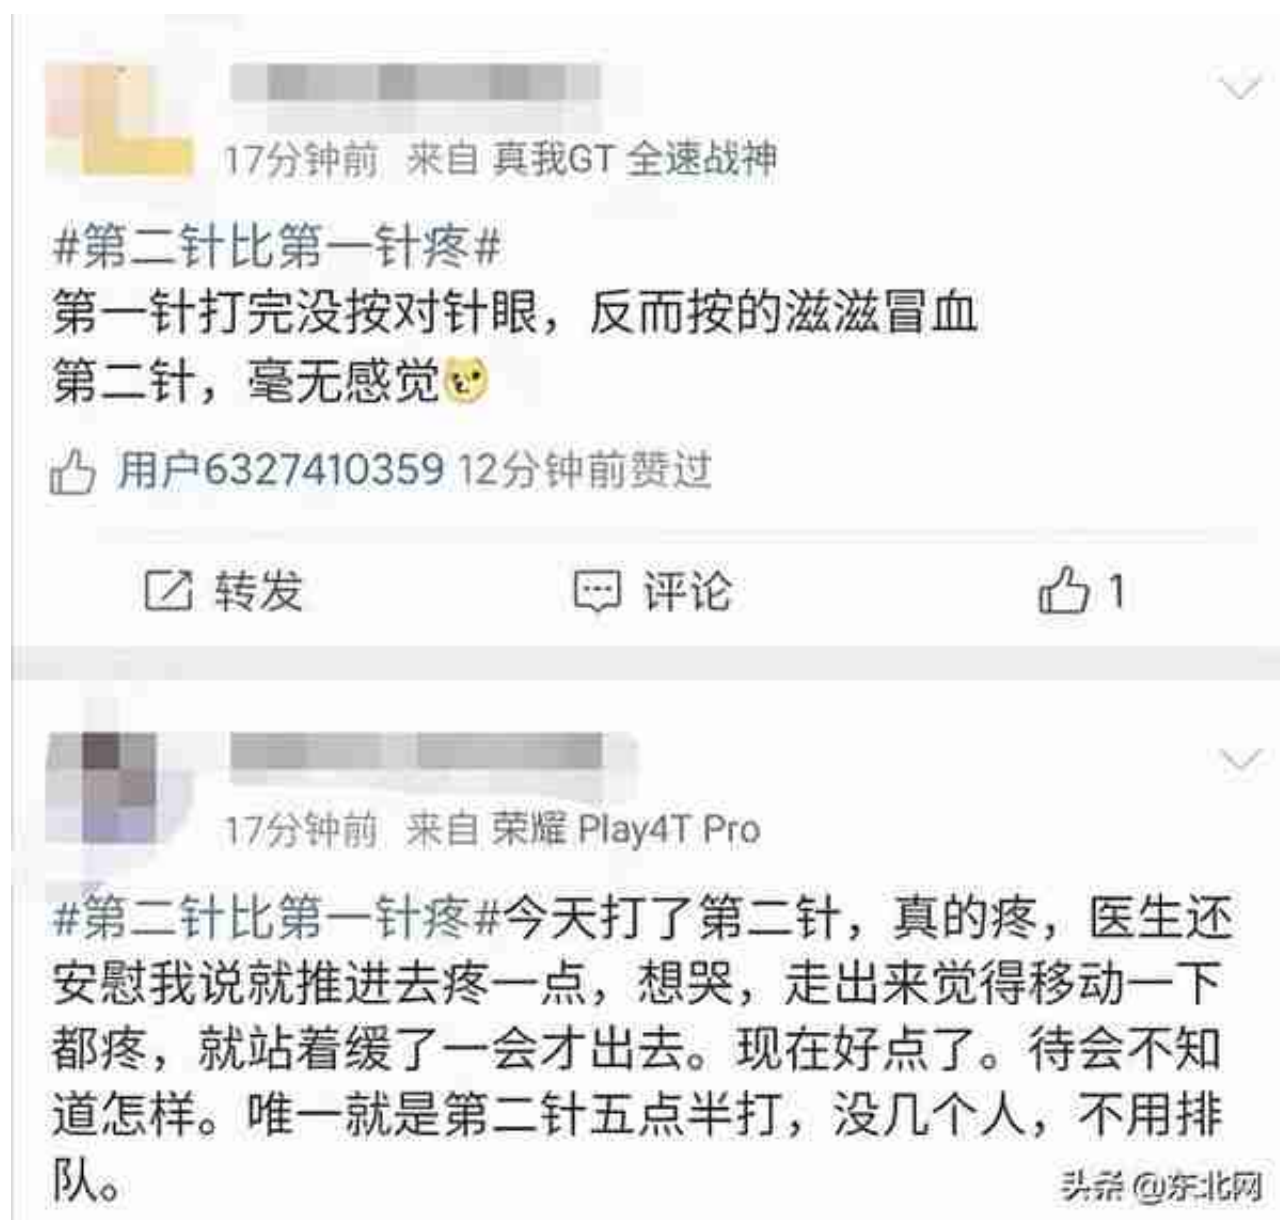 17分钟前 来自 真我GT 全速战神
#第二针比第一针疼#
第一针打完没按对针眼，反而按的滋滋冒血
第二针，毫无感觉
用户6327410359 12分钟前赞过
转发 评论 1
17分钟前 来自 荣耀 Play4T Pro
#第二针比第一针疼#今天打了第二针，真的疼，医生还
安慰我说就推进去疼一点，想哭，走出来觉得移动一下
都疼，就站着缓了一会才出去。现在好点了。待会不知
道怎样。唯一就是第二针五点半打，没几个人，不用排
队。
头条 @东北网